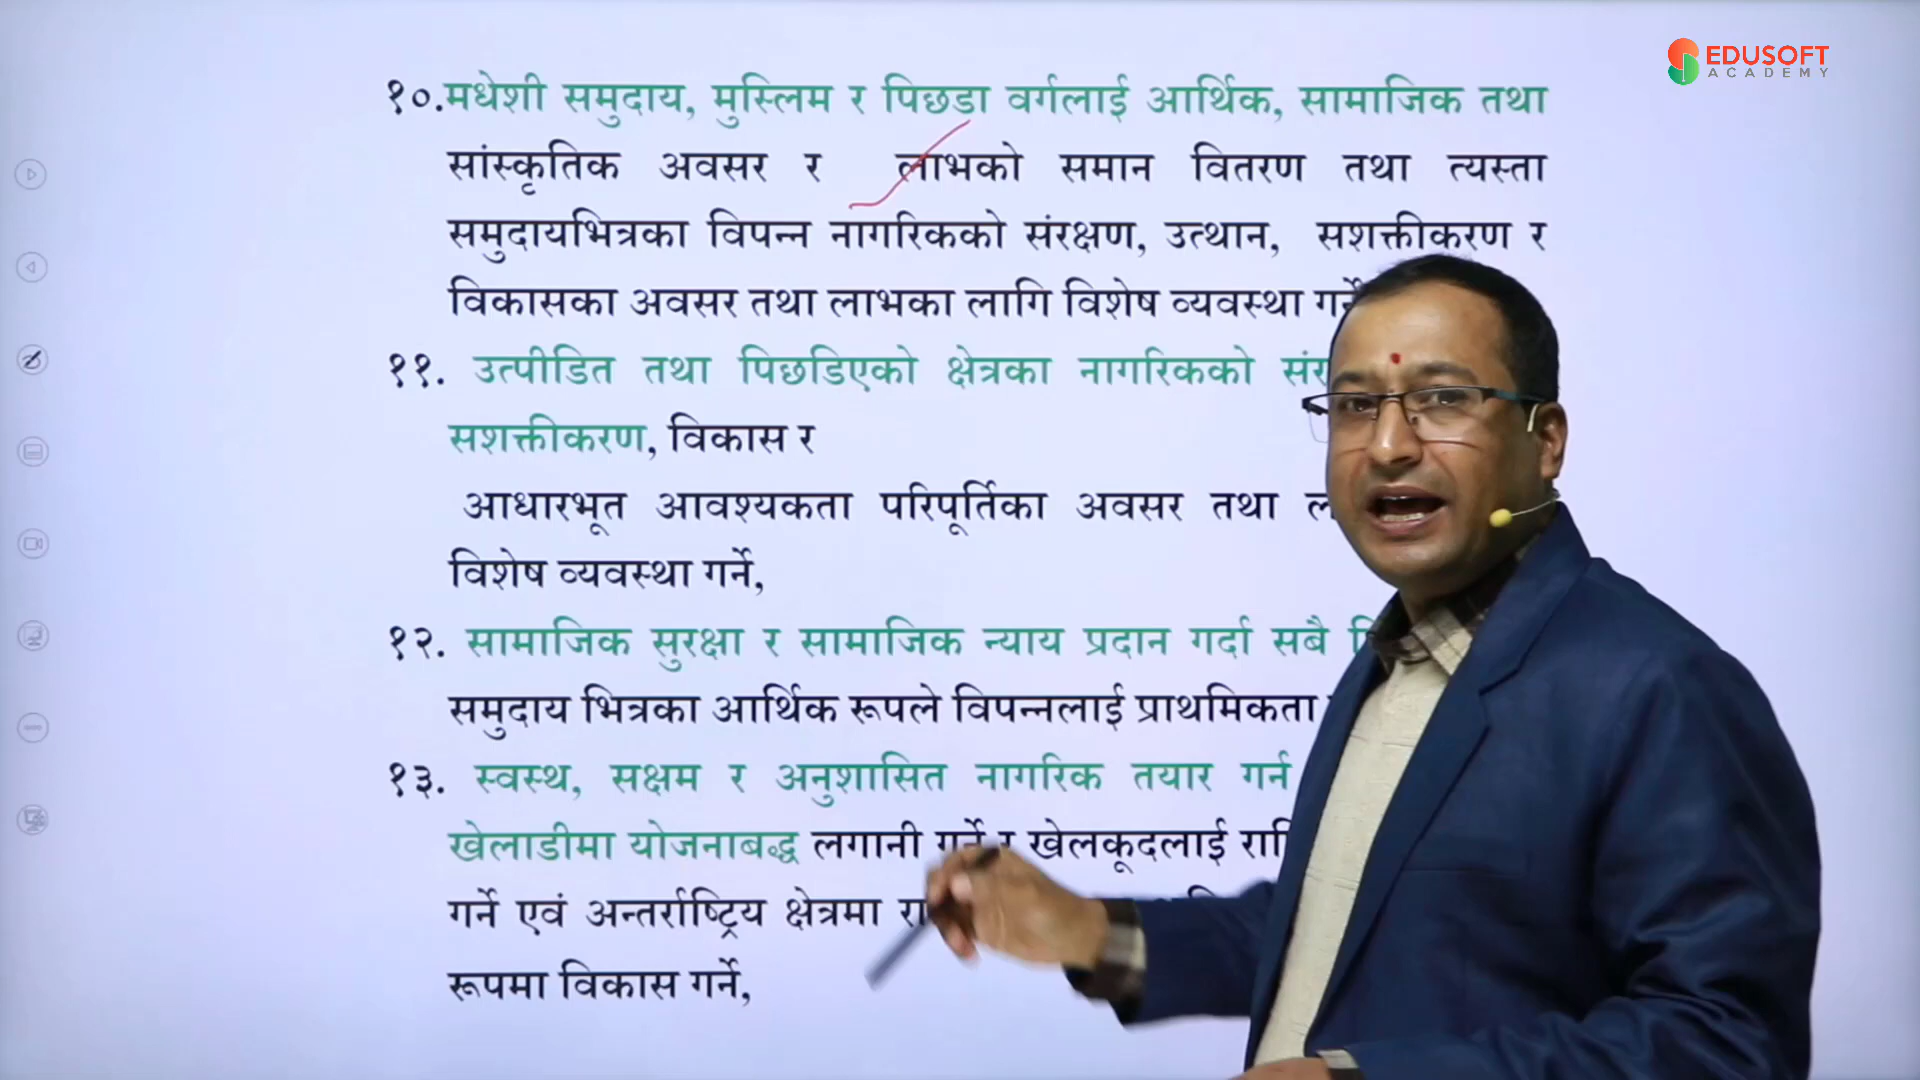 EDUSOFT
ACADEMY
१०.मधेशी समुदाय, मुस्लिम र पिछडा वर्गलाई आर्थिक, सामाजिक तथा
सांस्कृतिक अवसर र लाभको समान वितरण तथा त्यस्ता
समुदायभित्रका विपन्न नागरिकको संरक्षण, उत्थान, सशक्तीकरण र
विकासका अवसर तथा लाभका लागि विशेष व्यवस्था गर्ने
११. उत्पीडित तथा पिछडिएको क्षेत्रका नागरिकको
सशक्तीकरण, विकास र
आधारभूत आवश्यकता परिपूर्तिका अवसर तथा
विशेष व्यवस्था गर्ने,
१२. सामाजिक सुरक्षा र सामाजिक न्याय प्रदान गर्दा सबै
समुदाय भित्रका आर्थिक रूपले विपन्नलाई प्राथमिकता
१३. स्वस्थ, सक्षम र अनुशासित नागरिक तयार गर्न
खेलाडीमा योजनाबद्ध लगानी गर्ने र खेलकूदलाई
गर्ने एवं अन्तर्राष्ट्रिय क्षेत्रमा
रूपमा विकास गर्ने,